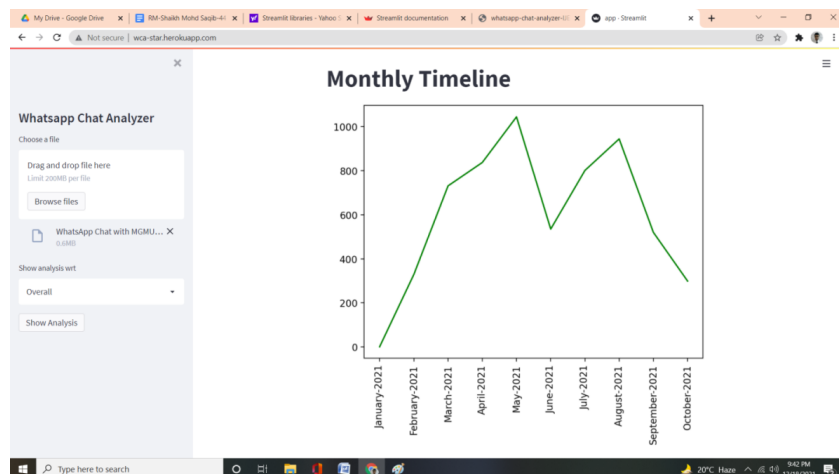 My Drive - Google Drive
RM-Shaikh Mohd Saqib-44
Streamlit libraries - Yahoo S
Streamlit documentation
whatsapp-chat-analyzer-
app · Streamlit
Not secure | wca-star.herokuapp.com
Whatsapp Chat Analyzer
Choose a file
Drag and drop file here
Limit 200MB per file
Browse files
WhatsApp Chat with MGMU...
0.6MB
Show analysis wrt
Overall
Show Analysis
Monthly Timeline
1000
800
600
400
200
0
January-2021
February-2021
March-2021
April-2021
May-2021
June-2021
July-2021
August-2021
September-2021
October-2021
Type here to search
20°C Haze
9:42 PM